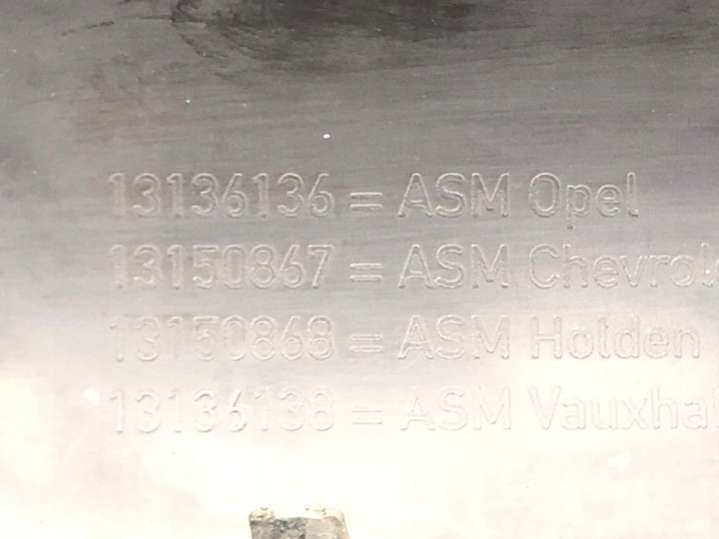 13136136 = ASM Opel
13150867 = ASM Chevrol
13150868 = ASM Holden
13136138 = ASM Vauxhal